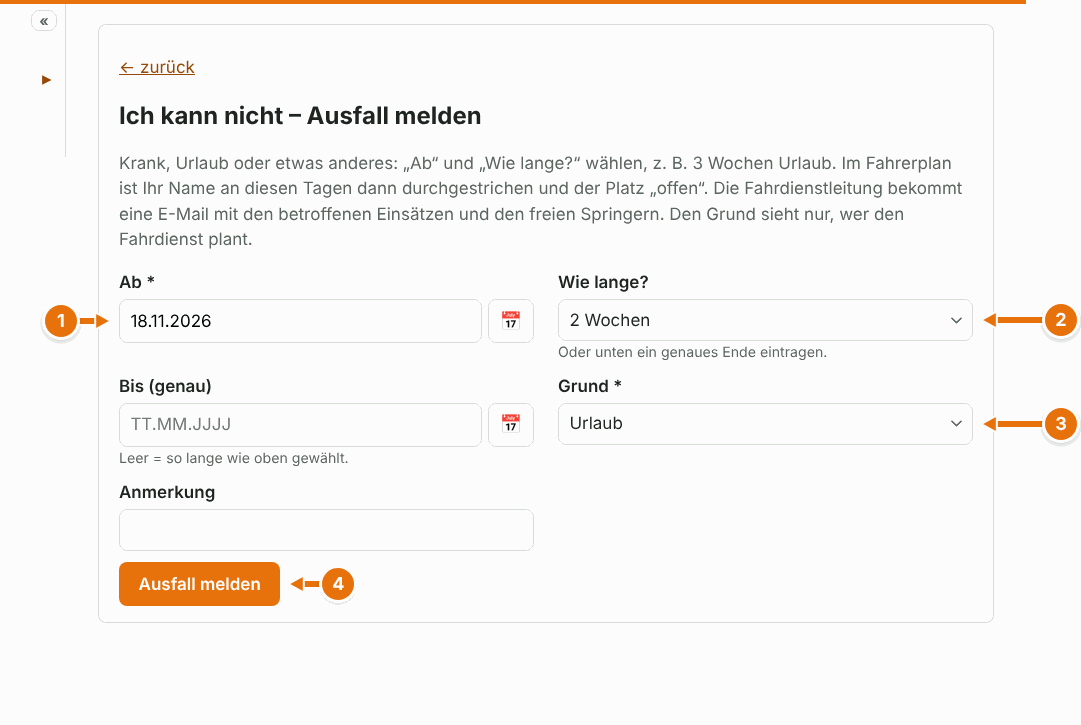 «
← zurück
Ich kann nicht – Ausfall melden
Krank, Urlaub oder etwas anderes: „Ab“ und „Wie lange?“ wählen, z. B. 3 Wochen Urlaub. Im Fahrerplan
ist Ihr Name an diesen Tagen dann durchgestrichen und der Platz „offen“. Die Fahrdienstleitung bekommt
eine E-Mail mit den betroffenen Einsätzen und den freien Springern. Den Grund sieht nur, wer den
Fahrdienst plant.
Ab *
Wie lange?
1
18.11.2026
2 Wochen
2
Oder unten ein genaues Ende eintragen.
Bis (genau)
Grund *
TT.MM.JJJJ
Urlaub
3
Leer = so lange wie oben gewählt.
Anmerkung
Ausfall melden
4